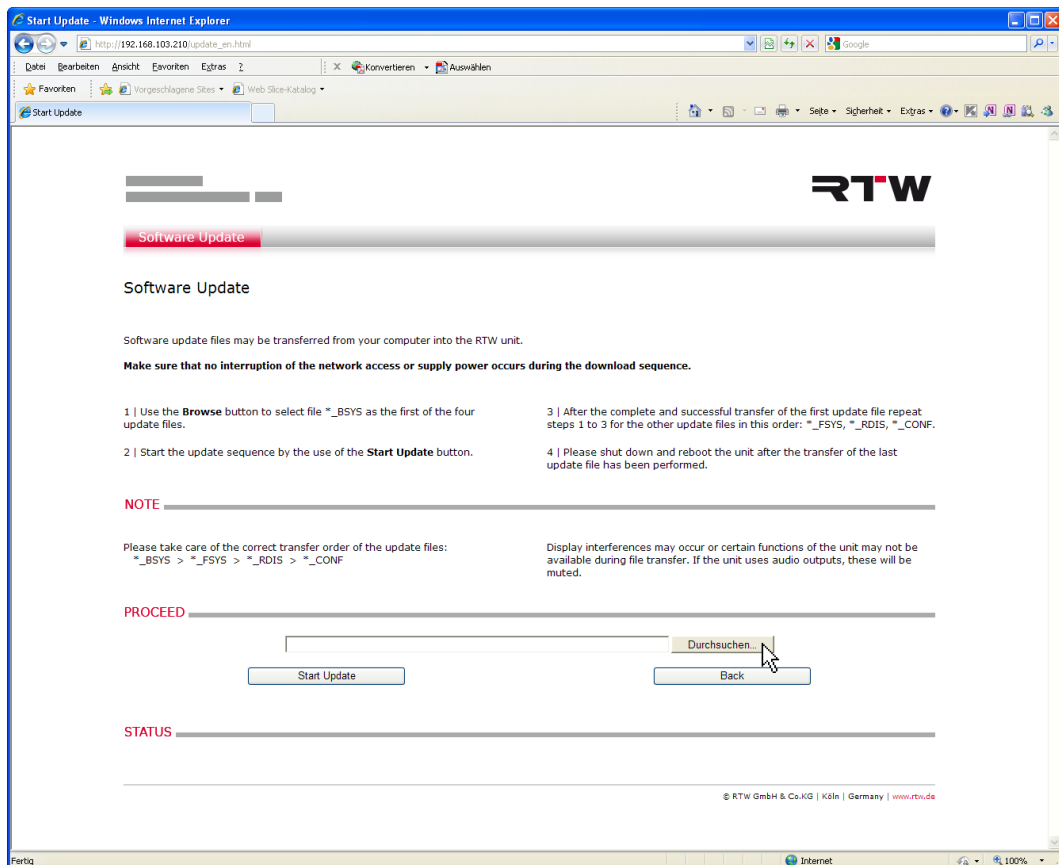 Start Update - Windows Internet Explorer
http://192.168.103.210/update_en.html
Google
Datei Bearbeiten Ansicht Favoriten Extras ?
X Konvertieren Auswählen
Favoriten Vorgeschlagene Sites Web Slice-Katalog
Start Update
Seite Sicherheit Extras
RTW
Software Update
Software Update
Software update files may be transferred from your computer into the RTW unit.
Make sure that no interruption of the network access or supply power occurs during the download sequence.
1 | Use the Browse button to select file *_BSYS as the first of the four
update files.
2 | Start the update sequence by the use of the Start Update button.
3 | After the complete and successful transfer of the first update file repeat
steps 1 to 3 for the other update files in this order: *_FSYS, *_RDIS, *_CONF.
4 | Please shut down and reboot the unit after the transfer of the last
update file has been performed.
NOTE
Please take care of the correct transfer order of the update files:
*_BSYS > *_FSYS > *_RDIS > *_CONF
Display interferences may occur or certain functions of the unit may not be
available during file transfer. If the unit uses audio outputs, these will be
muted.
PROCEED
Durchsuchen...
Start Update
Back
STATUS
© RTW GmbH & Co.KG | Köln | Germany | www.rtw.de
Fertig
Internet
100%